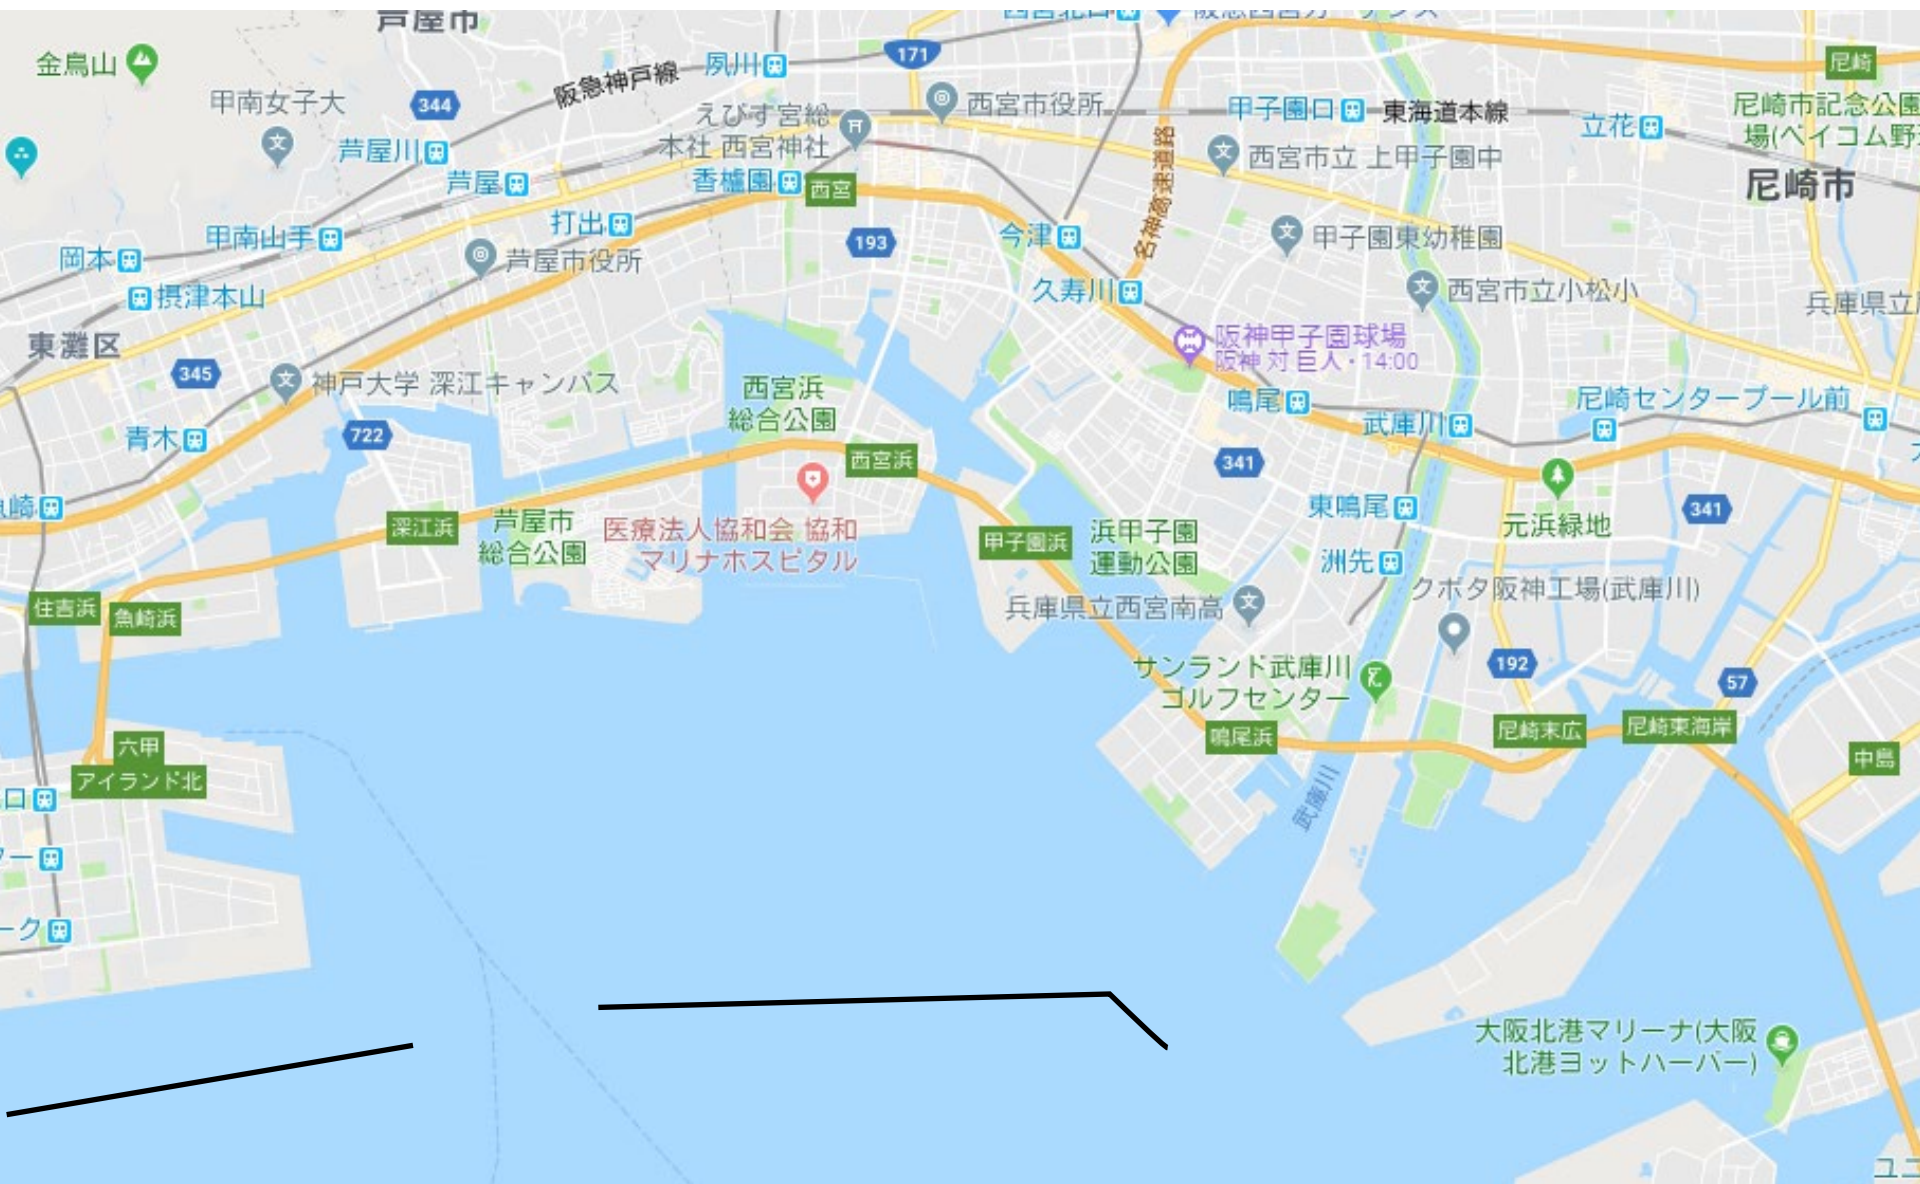 芦屋市
金鳥山
甲南女子大
344
阪急神戸線
夙川
171
えびす宮総
本社 西宮神社
西宮市役所
甲子園口
東海道本線
尼崎
尼崎市記念公園
立花
西宮市立 上甲子園中
尼崎市
芦屋川
芦屋
香櫨園
西宮
打出
193
今津
名神高速道路
甲子園東幼稚園
甲南山手
岡本
摂津本山
芦屋市役所
久寿川
西宮市立小松小
兵庫県立
東灘区
345
神戸大学 深江キャンパス
阪神甲子園球場
阪神 対 巨人・14:00
西宮浜
総合公園
鳴尾
尼崎センタープール前
武庫川
青木
722
西宮浜
341
深江浜
芦屋市
総合公園
医療法人協和会 協和
マリナホスピタル
甲子園浜
浜甲子園
運動公園
東鳴尾
元浜緑地
341
洲先
クボタ阪神工場(武庫川)
兵庫県立西宮南高
住吉浜
魚崎浜
サンランド武庫川
ゴルフセンター
192
57
鳴尾浜
尼崎末広
尼崎東海岸
中島
六甲
アイランド北
武庫川
大阪北港マリーナ(大阪
北港ヨットハーバー)